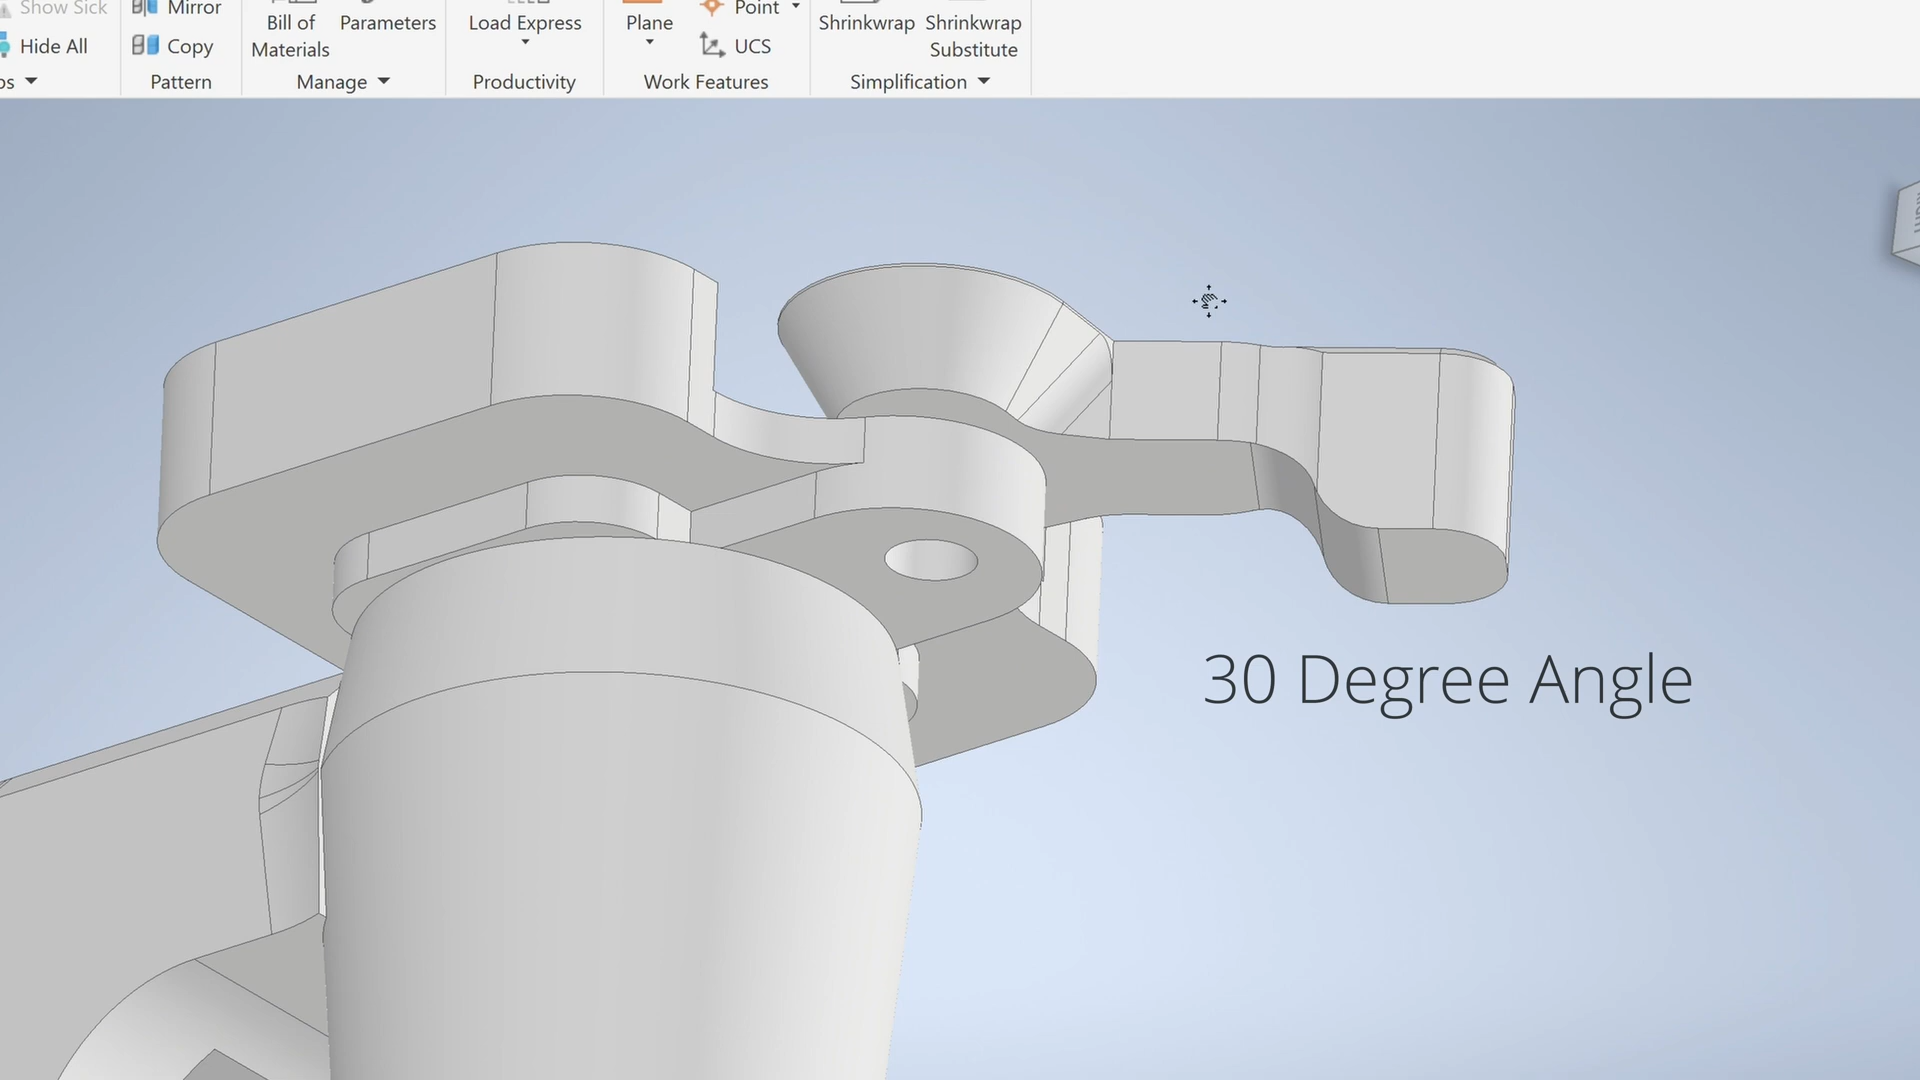 Show Sick
Mirror
Hide All
Copy
Pattern
Bill of
Materials
Parameters
Manage
Load Express
Productivity
Plane
Point
UCS
Work Features
Shrinkwrap
Shrinkwrap
Substitute
Simplification
30 Degree Angle